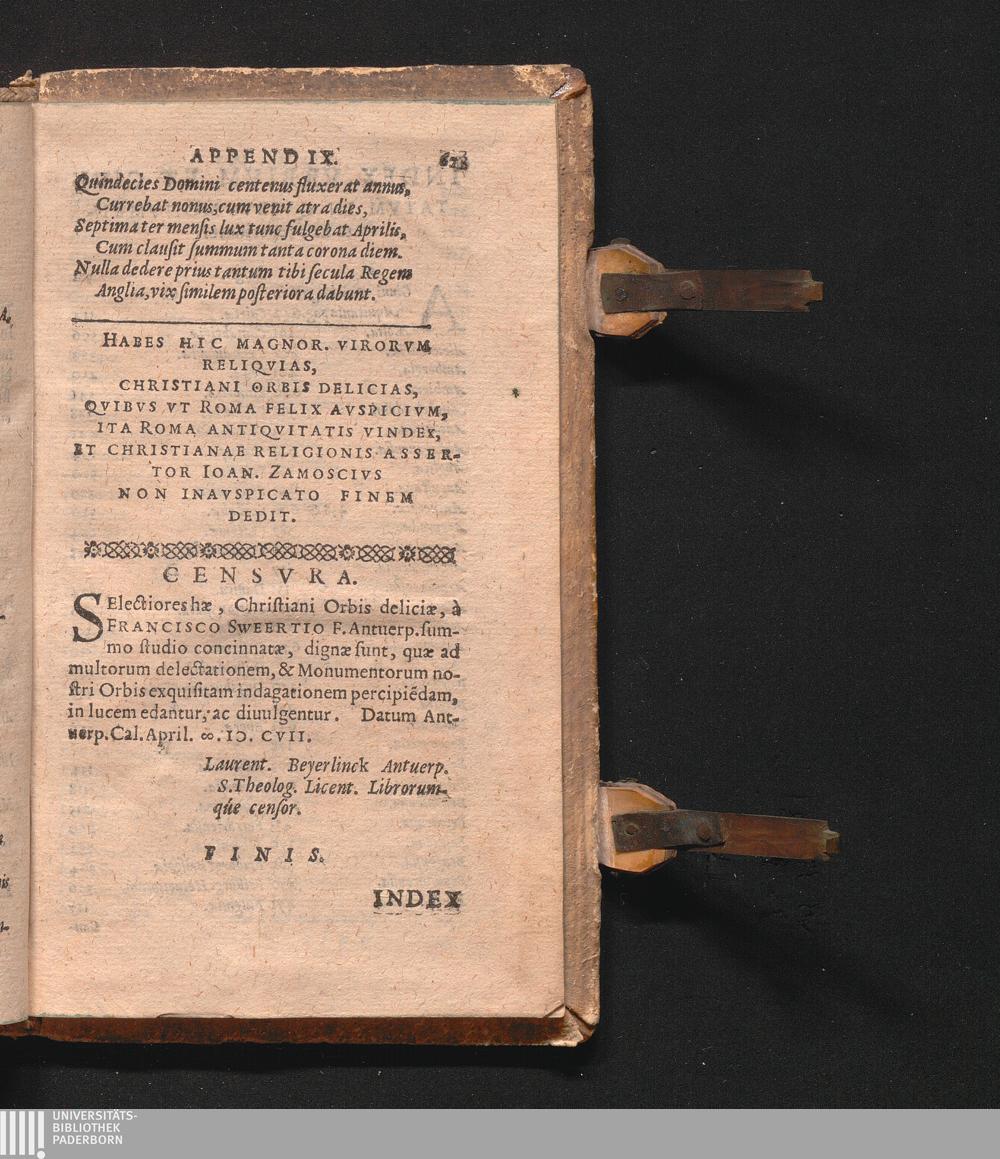 APPENDIX.
Quindecies Domini centenus fluxerat annus,
Currebat nonus, cum venit atra dies,
Septima ter mensis lux tunc fulgebat Aprilis,
Cum clausit summum tanta corona diem.
Nulla dedere prius tantum tibi secula Regem
Anglia, vix similem posteriora dabunt.
HABES HIC MAGNOR. VIRORVM
RELIQVIAS,
CHRISTIANI ORBIS DELICIAS,
QVIBVS VT ROMA FELIX AVSPICIVM,
ITA ROMA ANTIQVITATIS VINDEX,
ET CHRISTIANAE RELIGIONIS ASSER-
TOR IOAN. ZAMOSCIVS
NON INAVSPICATO FINEM
DEDIT.
CENSVRA.
SElectiores hæ, Christiani Orbis deliciæ, à
FRANCISCO SWEERTIO F. Antuerp. sum-
mo studio concinnatæ, dignæ sunt, quæ ad
multorum delectationem, & Monumentorum no-
stri Orbis exquisitam indagationem percipiẽdam,
in lucem edantur, ac diuulgentur. Datum Ant-
uerp. Cal. April. ∞. IↃ. CVII.
Laurent. Beyerlinck Antuerp.
S. Theolog. Licent. Librorum-
qúe censor.
FINIS.
INDEX
UNIVERSITÄTS-
BIBLIOTHEK
PADERBORN